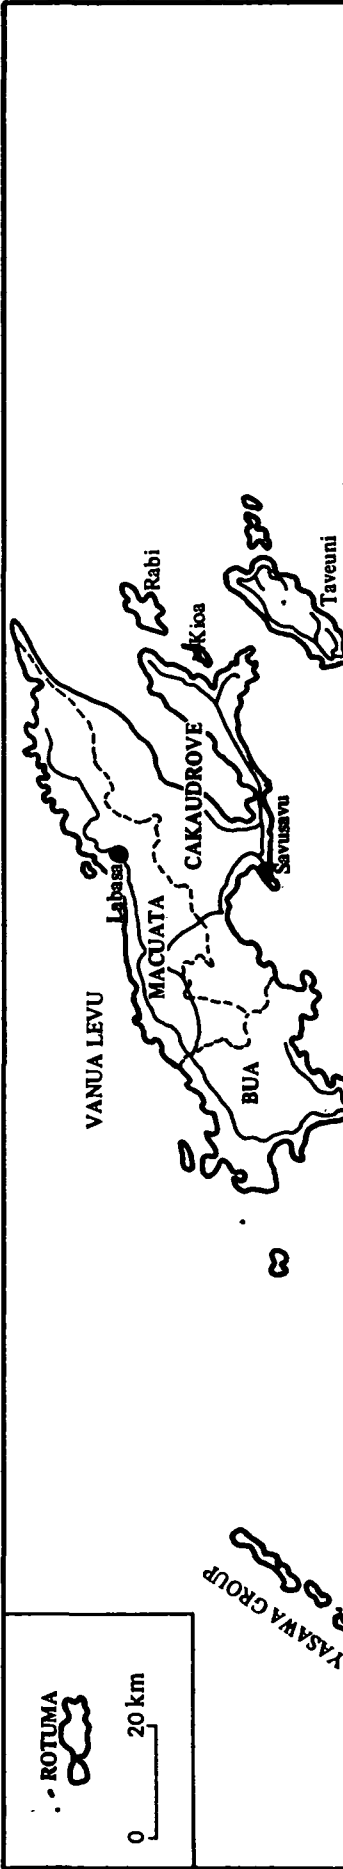 ROTUMA
0 20 km
YASAWA GROUP
VANUA LEVU
BUA
MACUATA
Labasa
CAKAUDROVE
Savusavu
Kioa
Rabi
Taveuni